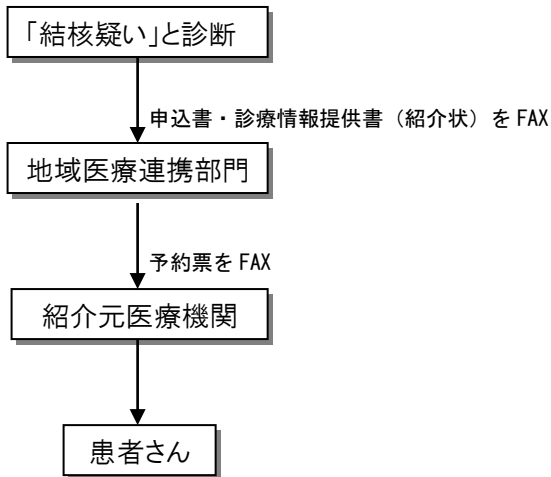 「結核疑い」と診断
申込書・診療情報提供書（紹介状）を FAX
地域医療連携部門
予約票を FAX
紹介元医療機関
患者さん